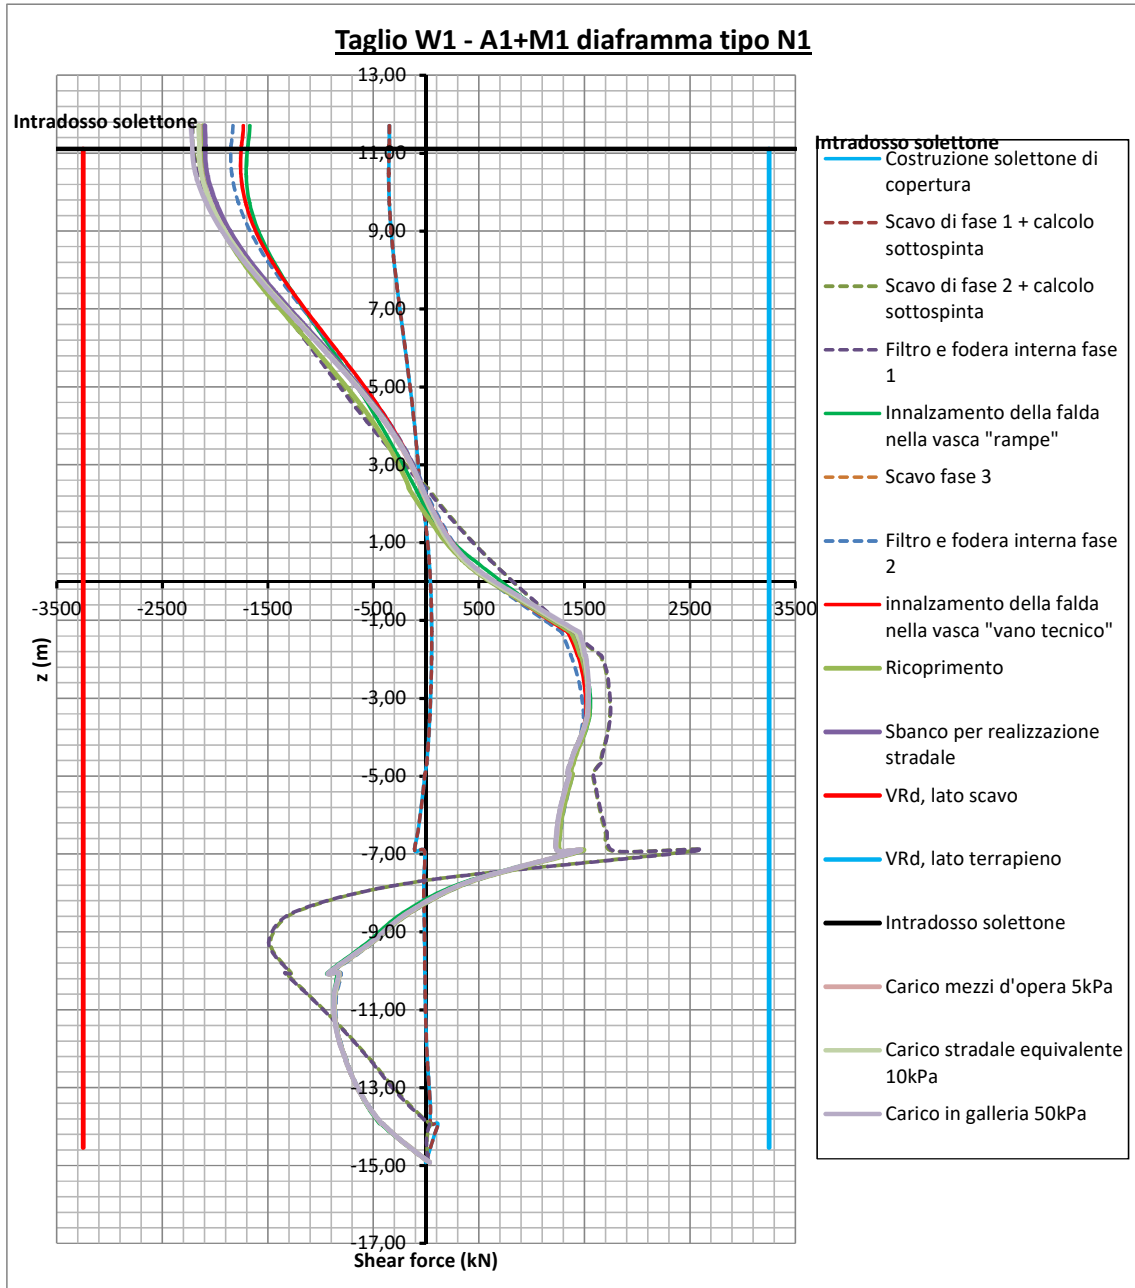 Taglio W1 - A1+M1 diaframma tipo N1
13,00
Intradosso solettone
11,00
9,00
7,00
5,00
3,00
1,00
-3500
-2500
-1500
-500
500
1500
2500
3500
-1,00
-3,00
-5,00
-7,00
-9,00
-11,00
-13,00
-15,00
-17,00
z (m)
Shear force (kN)
Intradosso solettone
Costruzione solettone di
copertura
Scavo di fase 1 + calcolo
sottospinta
Scavo di fase 2 + calcolo
sottospinta
Filtro e fodera interna fase
1
Innalzamento della falda
nella vasca "rampe"
Scavo fase 3
Filtro e fodera interna fase
2
innalzamento della falda
nella vasca "vano tecnico"
Ricoprimento
Sbanco per realizzazione
stradale
VRd, lato scavo
VRd, lato terrapieno
Intradosso solettone
Carico mezzi d'opera 5kPa
Carico stradale equivalente
10kPa
Carico in galleria 50kPa